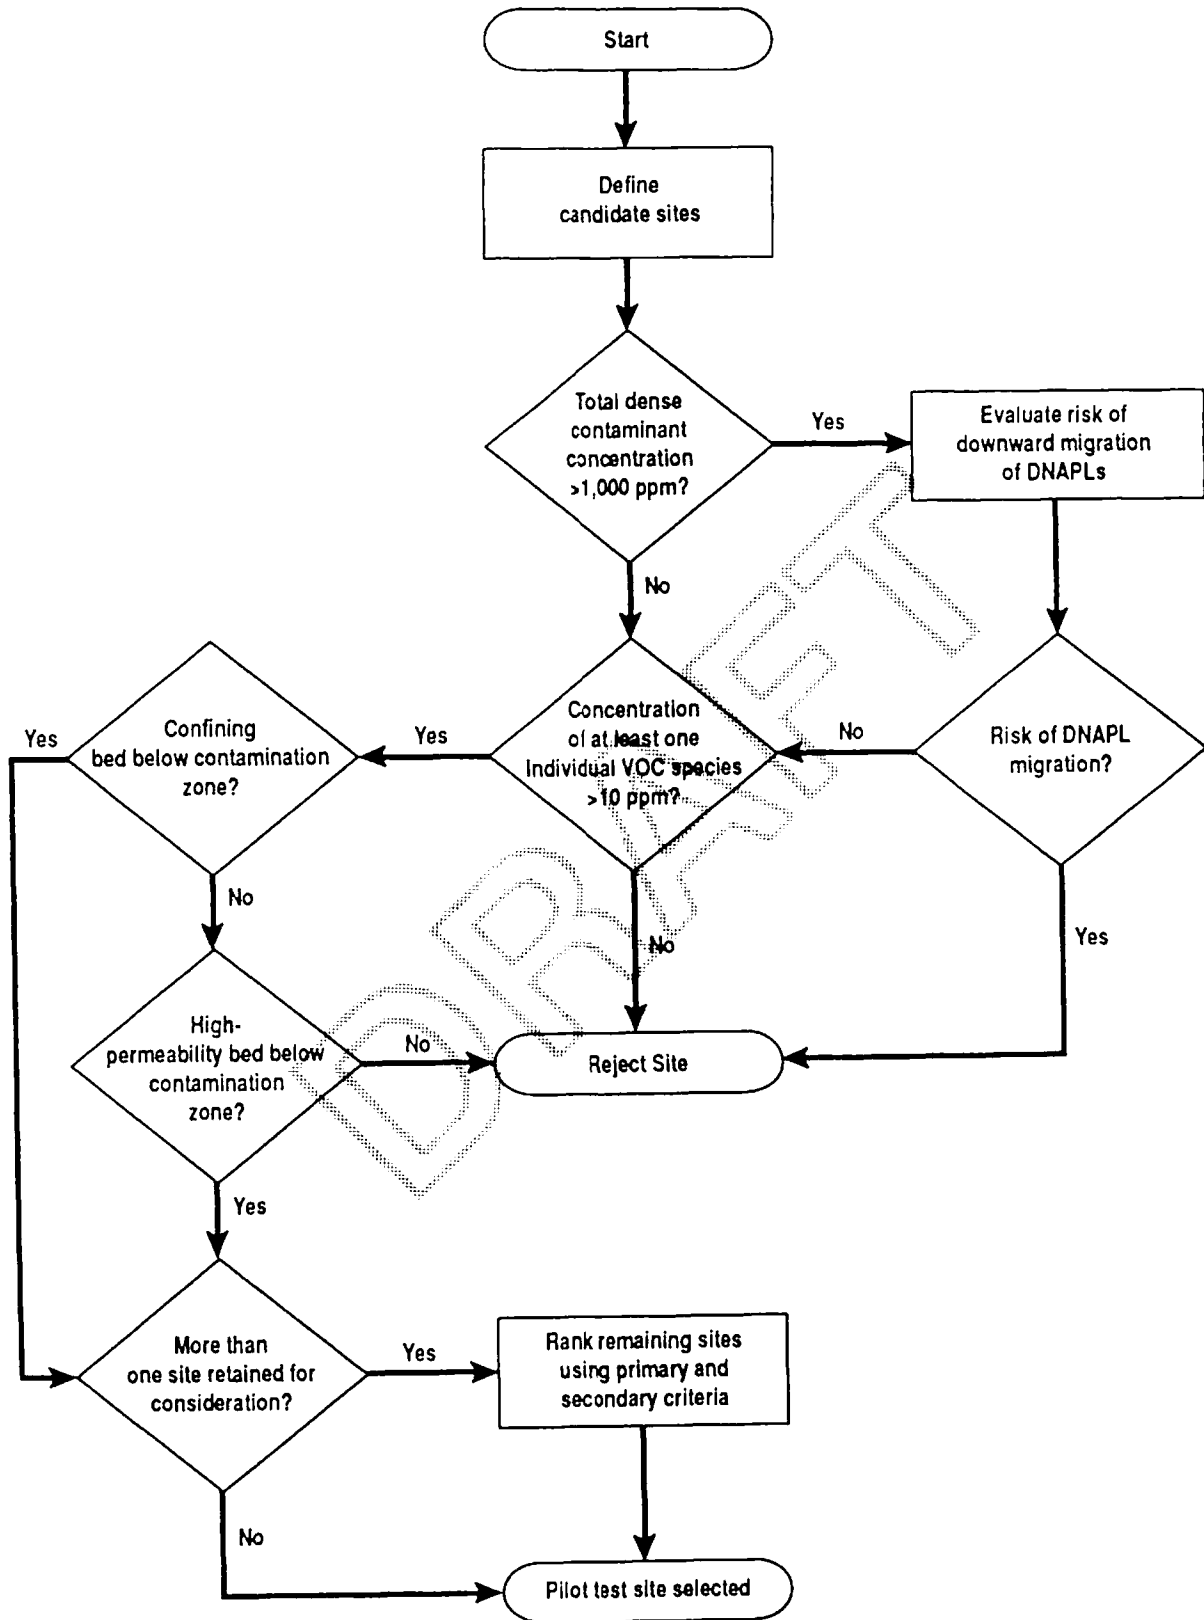 Start
Define
candidate sites
Total dense
contaminant
concentration
>1,000 ppm?
Yes
Evaluate risk of
downward migration
of DNAPLs
No
Confining
bed below contamination
zone?
Yes
Yes
Concentration
of at least one
Individual VOC species
>10 ppm?
No
Risk of DNAPL
migration?
No
No
Yes
High-
permeability bed below
contamination
zone?
No
Reject Site
Yes
More than
one site retained for
consideration?
Yes
Rank remaining sites
using primary and
secondary criteria
No
Pilot test site selected
DRAFT